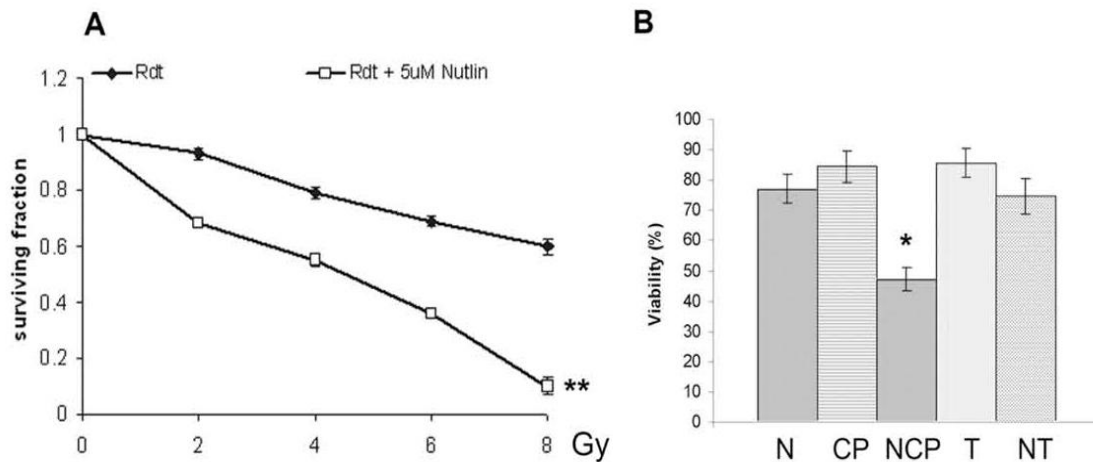 A
Rdt
Rdt + 5uM Nutlin
surviving fraction
1.2
1
0.8
0.6
0.4
0.2
0
0 2 4 6 8 Gy
**
B
Viability (%)
100
90
80
70
60
50
40
30
20
10
0
*
N CP NCP T NT